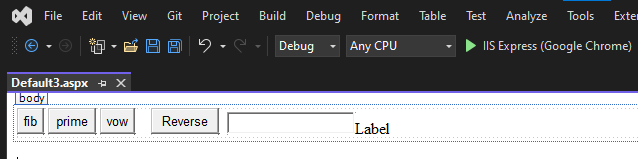 File Edit View Git Project Build Debug Format Table Test Analyze Tools Exter
Debug Any CPU IIS Express (Google Chrome)
Default3.aspx
body
fib prime vow Reverse Label